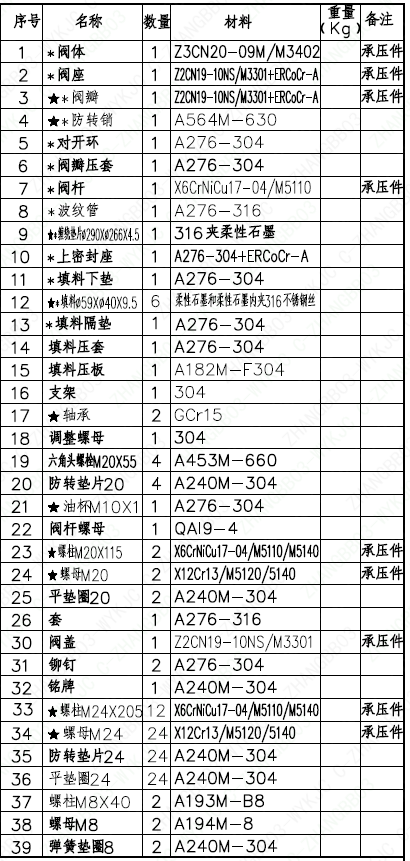 序号 名称 数量 材料 重量(Kg) 备注
1 *阀体 1 Z3CN20-09M/M3402 承压件
2 *阀座 1 Z2CN19-10NS/M3301+ERCoCr-A 承压件
3 ★*阀瓣 1 Z2CN19-10NS/M3301+ERCoCr-A 承压件
4 ★*防转销 1 A564M-630
5 *对开环 1 A276-304
6 *阀瓣压套 1 A276-304
7 *阀杆 1 X6CrNiCu17-04/M5110 承压件
8 *波纹管 1 A276-316
9 ★*缠绕垫片ø290Xø266X4.5 1 316夹柔性石墨
10 *上密封座 1 A276-304+ERCoCr-A
11 *填料下垫 1 A276-304
12 ★*填料ø59Xø40X9.5 6 柔性石墨和柔性石墨内夹316不锈钢丝
13 *填料隔垫 1 A276-304
14 填料压套 1 A276-304
15 填料压板 1 A182M-F304
16 支架 1 304
17 ★轴承 2 GCr15
18 调整螺母 1 304
19 六角头螺栓M20X55 4 A453M-660
20 防转垫片20 4 A240M-304
21 ★油杯M10X1 1 A276-304
22 阀杆螺母 1 QAl9-4
23 ★螺柱M20X115 2 X6CrNiCu17-04/M5110/M5140 承压件
24 ★螺母M20 2 X12Cr13/M5120/5140 承压件
25 平垫圈20 2 A240M-304
26 套 1 A276-316
30 阀盖 1 Z2CN19-10NS/M3301 承压件
31 铆钉 2 A276-304
32 铭牌 1 A240M-304
33 ★螺柱M24X205 12 X6CrNiCu17-04/M5110/M5140 承压件
34 ★螺母M24 24 X12Cr13/M5120/5140 承压件
35 防转垫片24 24 A240M-304
36 平垫圈24 24 A240M-304
37 螺柱M8X40 2 A193M-B8
38 螺母M8 2 A194M-8
39 弹簧垫圈8 2 A240M-304